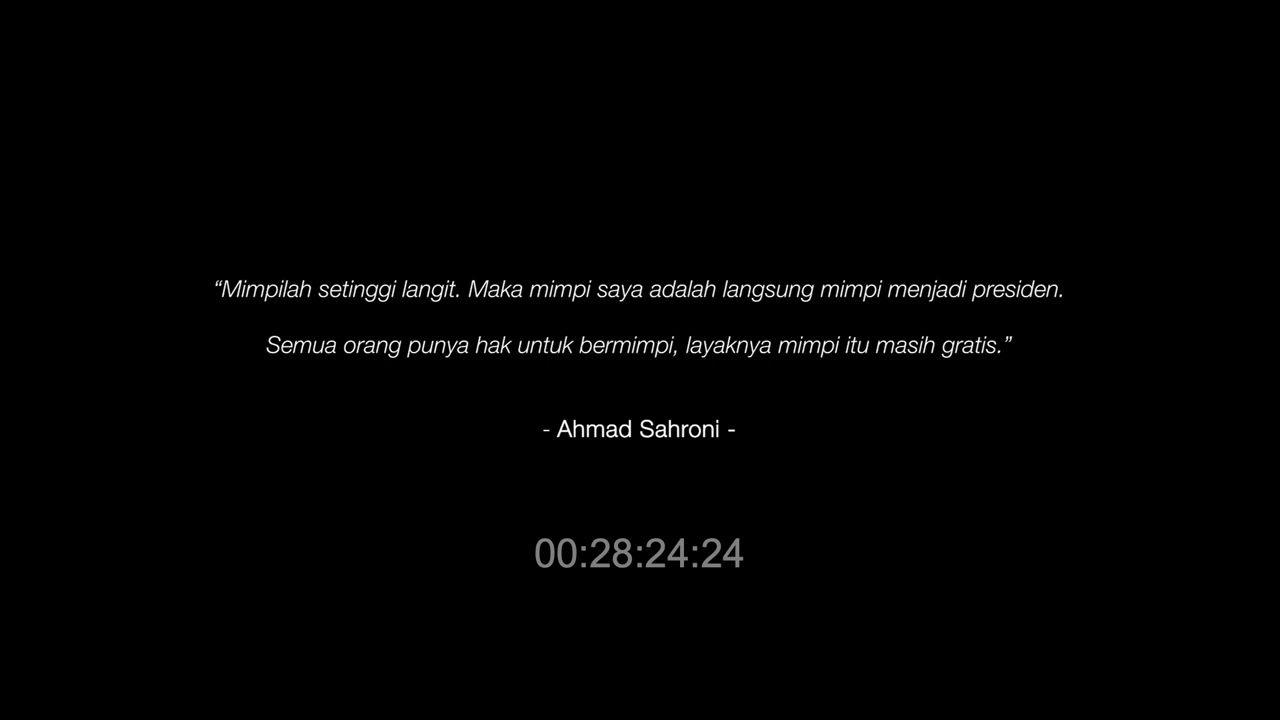 “Mimpilah setinggi langit. Maka mimpi saya adalah langsung mimpi menjadi presiden.
Semua orang punya hak untuk bermimpi, layaknya mimpi itu masih gratis.”
- Ahmad Sahroni -
00:28:24:24